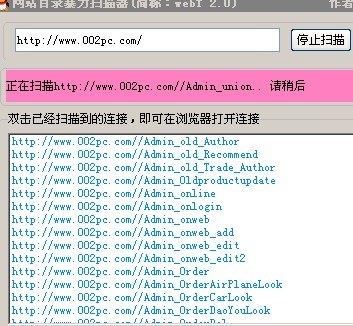 网站目录暴力扫描器(简称：webI 2.0) 作者
http://www.002pc.com/ 停止扫描
正在扫描http://www.002pc.com//Admin_union.. 请稍后
双击已经扫描到的连接，即可在浏览器打开连接
http://www.002pc.com//Admin_old_Author
http://www.002pc.com//Admin_old_Recommend
http://www.002pc.com//Admin_old_Trade_Author
http://www.002pc.com//Admin_Oldproductupdate
http://www.002pc.com//Admin_online
http://www.002pc.com//Admin_onlogin
http://www.002pc.com//Admin_onweb
http://www.002pc.com//Admin_onweb_add
http://www.002pc.com//Admin_onweb_edit
http://www.002pc.com//Admin_onweb_edit2
http://www.002pc.com//Admin_Order
http://www.002pc.com//Admin_OrderAirPlaneLook
http://www.002pc.com//Admin_OrderCarLook
http://www.002pc.com//Admin_OrderDaoYouLook